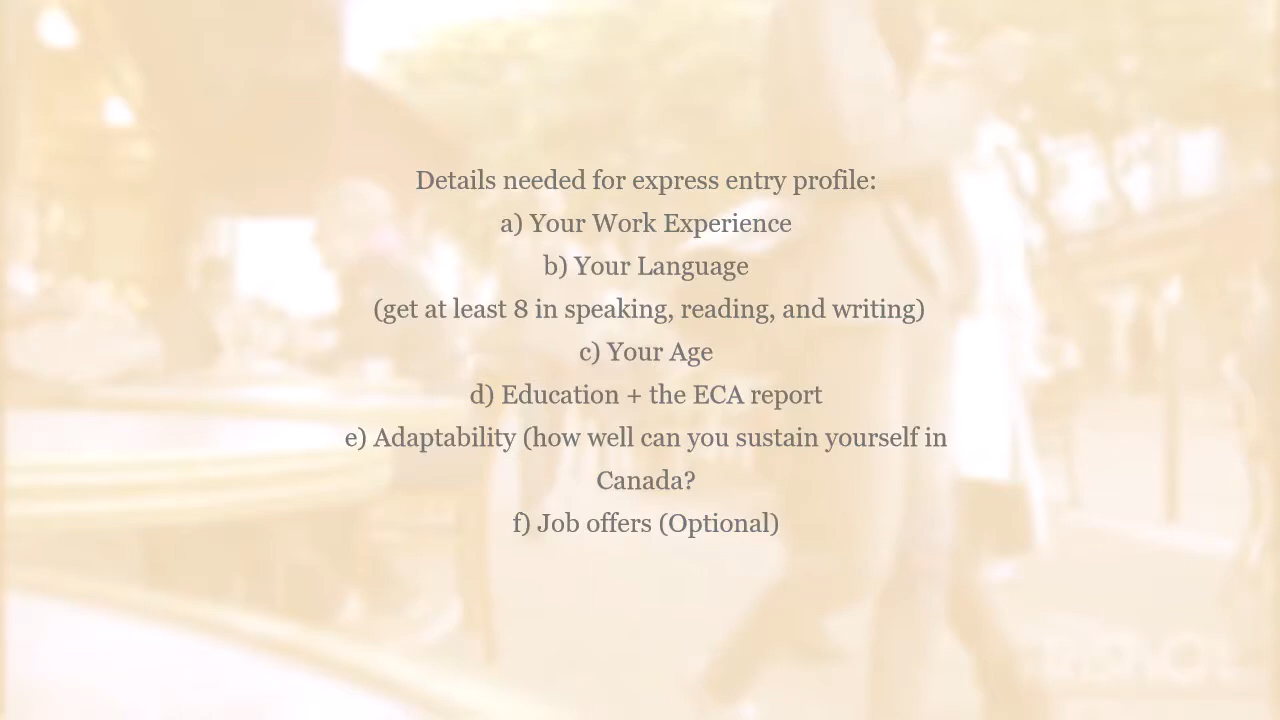 Details needed for express entry profile:
a) Your Work Experience
b) Your Language
(get at least 8 in speaking, reading, and writing)
c) Your Age
d) Education + the ECA report
e) Adaptability (how well can you sustain yourself in
Canada?
f) Job offers (Optional)